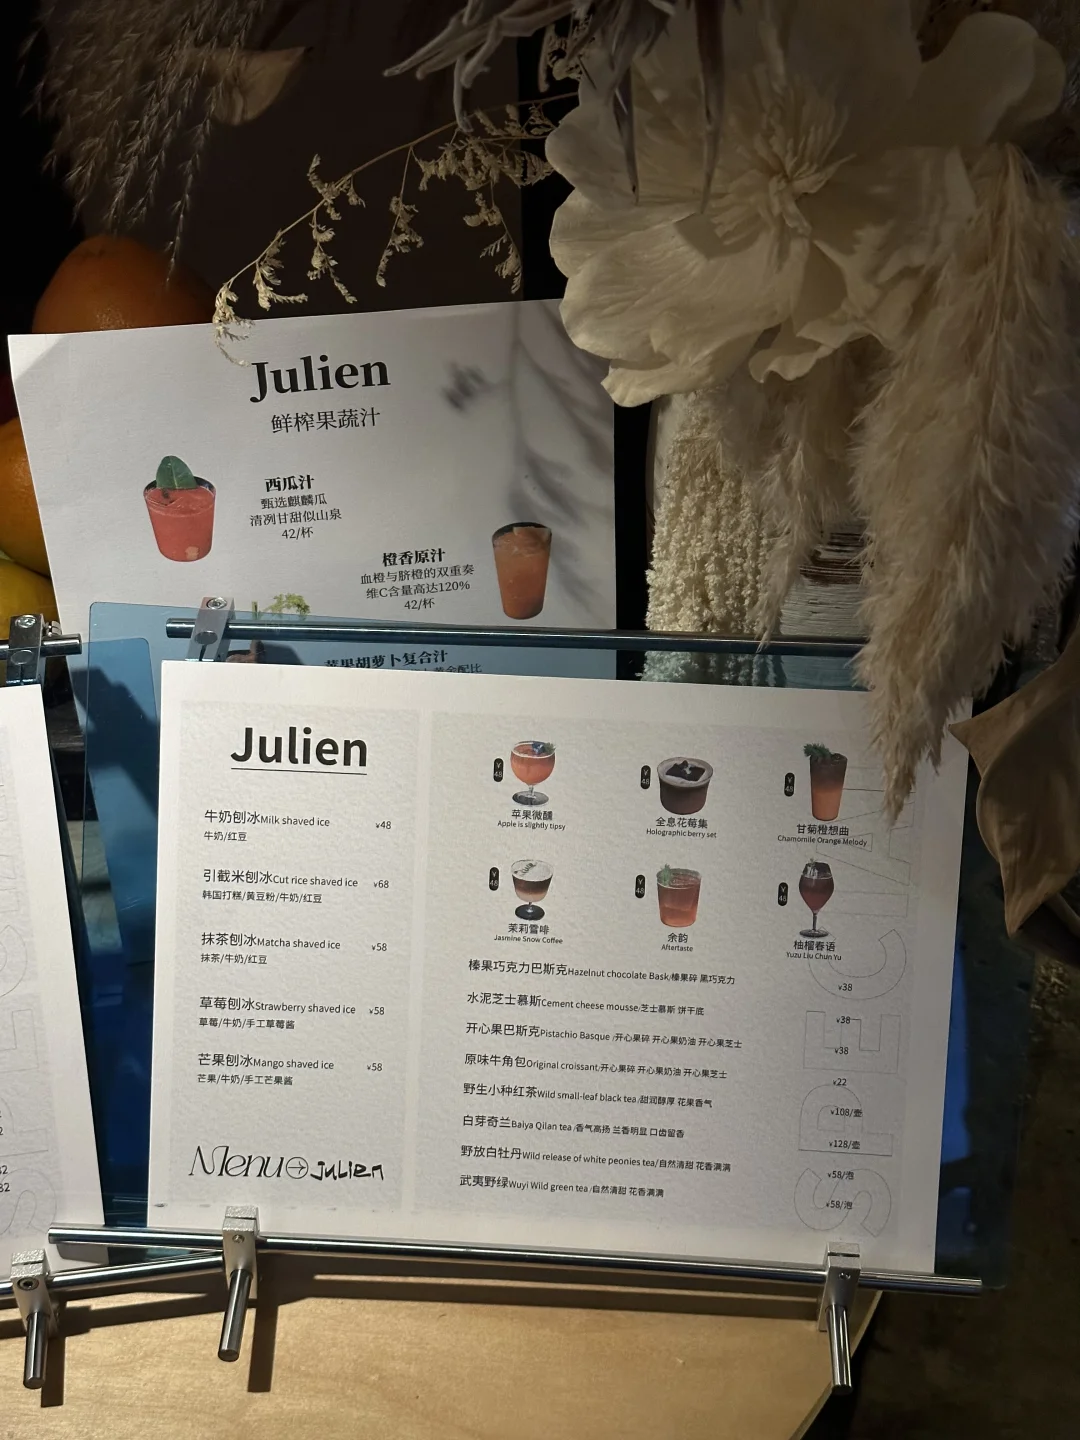 Julien
鲜榨果蔬汁
西瓜汁
甄选麒麟瓜
清冽甘甜似山泉
42/杯
橙香原汁
血橙与脐橙的双重奏
维C含量高达120%
42/杯
苹果胡萝卜复合汁
黄金配比
Julien
牛奶刨冰Milk shaved ice ¥48
牛奶/红豆
引截米刨冰Cut rice shaved ice ¥68
韩国打糕/黄豆粉/牛奶/红豆
抹茶刨冰Matcha shaved ice ¥58
抹茶/牛奶/红豆
草莓刨冰Strawberry shaved ice ¥58
草莓/牛奶/手工草莓酱
芒果刨冰Mango shaved ice ¥58
芒果/牛奶/手工芒果酱
Menu julien
¥48
苹果微醺
Apple is slightly tipsy
¥48
全息花莓集
Holographic berry set
¥48
甘菊橙想曲
Chamomile Orange Melody
¥48
茉莉雪啡
Jasmine Snow Coffee
¥48
余韵
Aftertaste
¥48
柚榴春语
Yuzu Liu Chun Yu
榛果巧克力巴斯克Hazelnut chocolate Bask/榛果碎 黑巧克力 ¥38
水泥芝士慕斯Cement cheese mousse/芝士慕斯 饼干底 ¥38
开心果巴斯克Pistachio Basque /开心果碎 开心果奶油 开心果芝士 ¥38
原味牛角包Original croissant/开心果碎 开心果奶油 开心果芝士 ¥22
野生小种红茶Wild small-leaf black tea/甜润醇厚 花果香气 ¥108/壶
白芽奇兰Baiya Qilan tea /香气高扬 兰香明显 口齿留香 ¥128/壶
野放白牡丹Wild release of white peonies tea/自然清甜 花香满满 ¥58/泡
武夷野绿Wuyi Wild green tea /自然清甜 花香满满 ¥58/泡